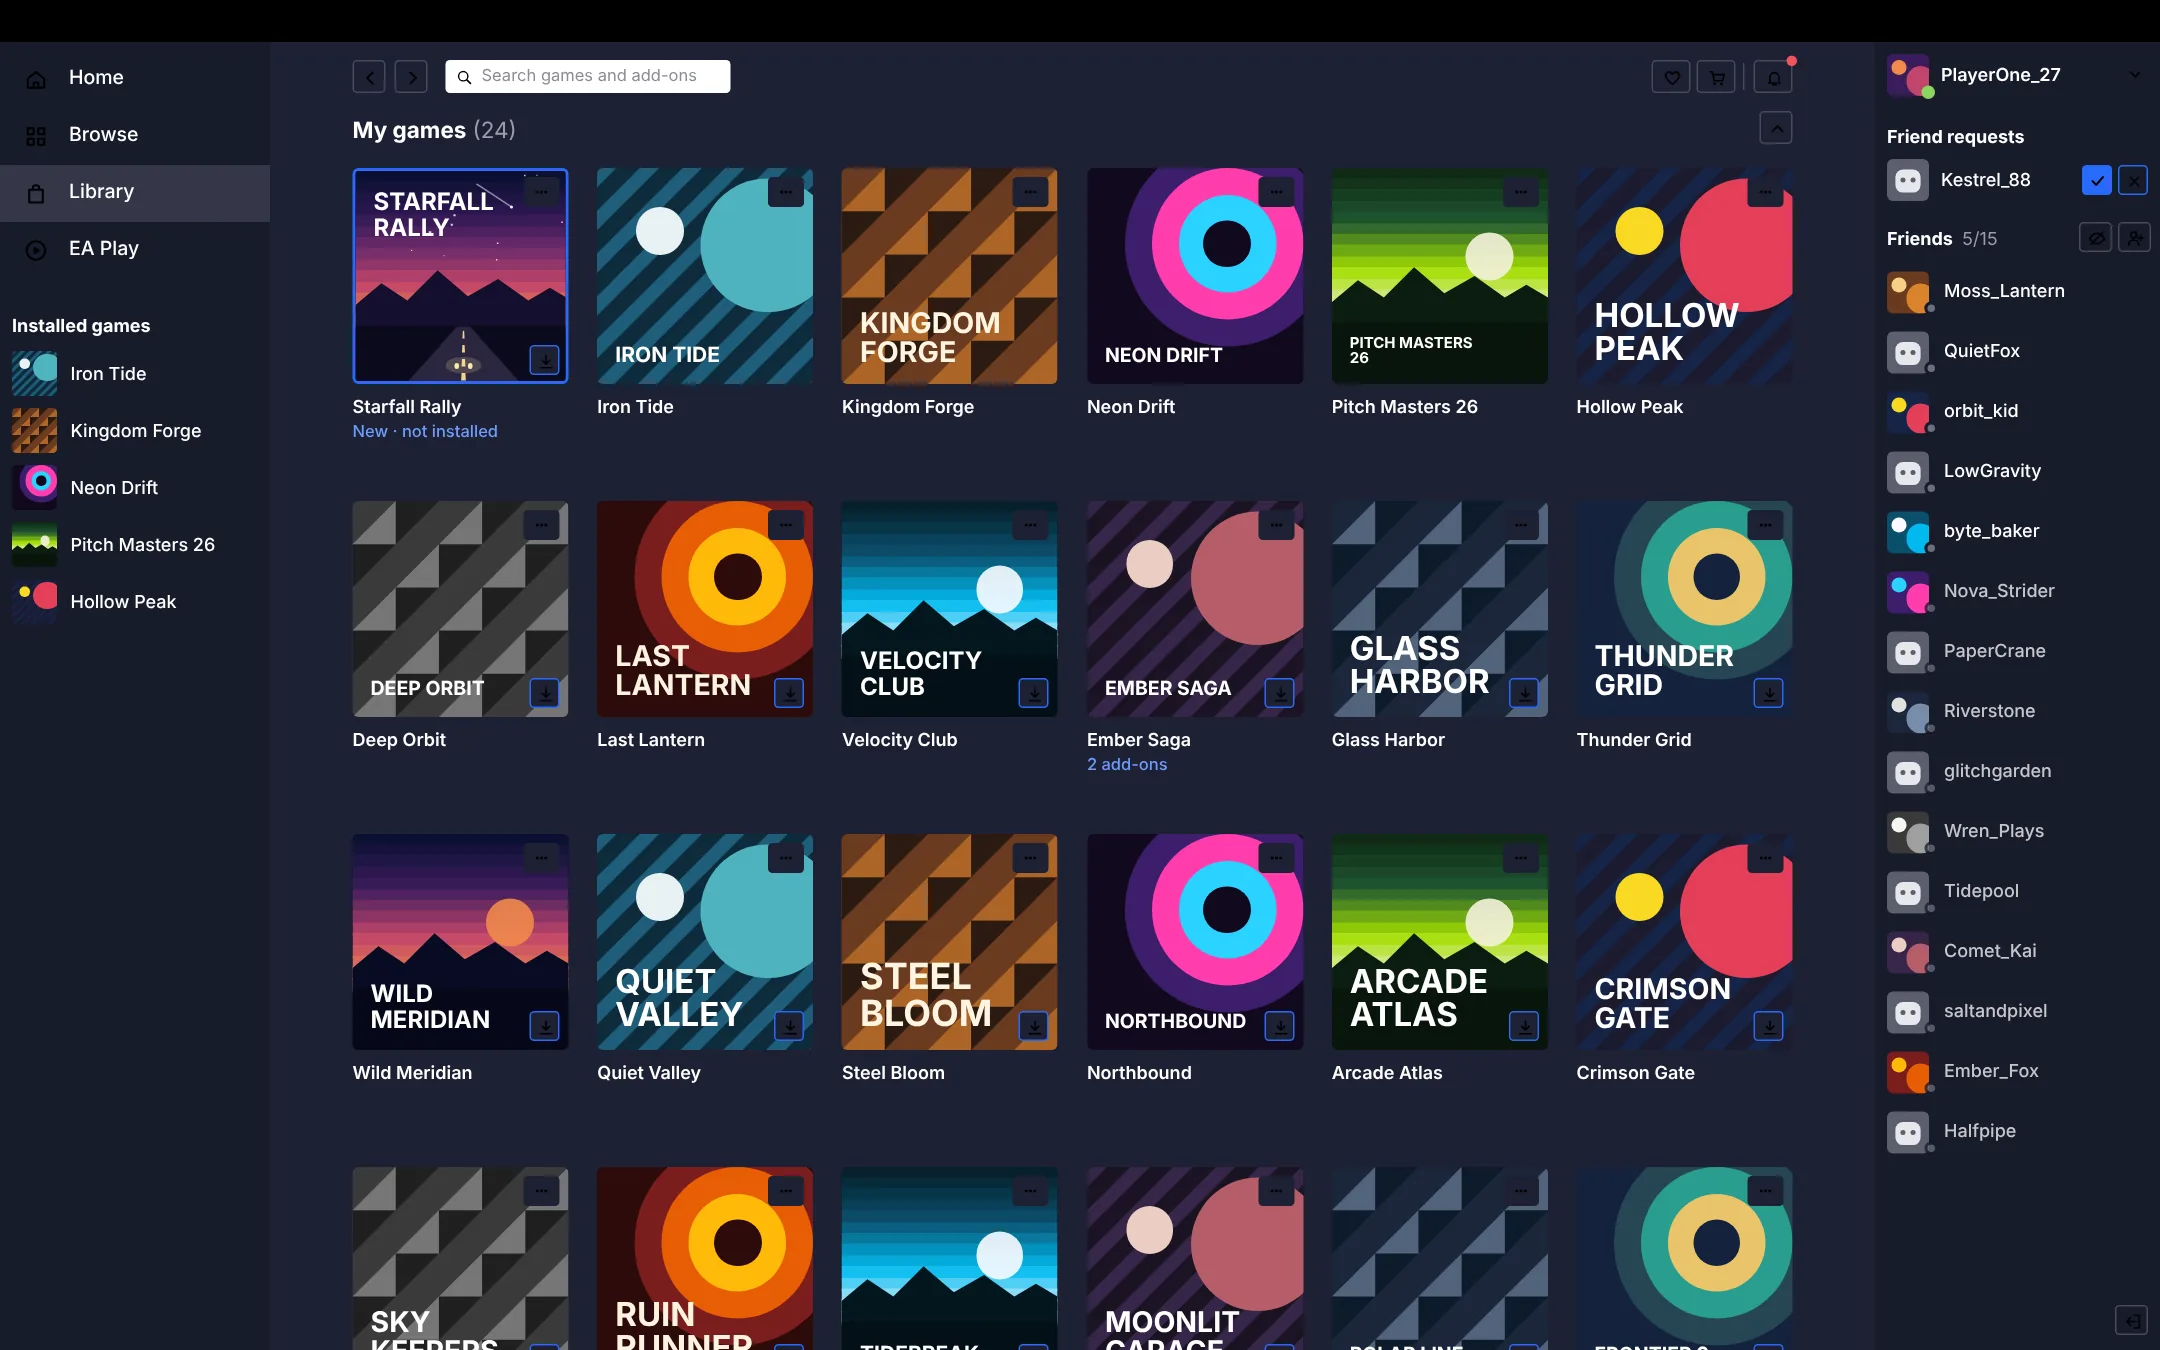 Home
Browse
Library
EA Play
Installed games
Iron Tide
Kingdom Forge
Neon Drift
Pitch Masters 26
Hollow Peak
Search games and add-ons
My games (24)
STARFALL
RALLY
IRON TIDE
KINGDOM
FORGE
NEON DRIFT
PITCH MASTERS
26
HOLLOW
PEAK
Starfall Rally
New · not installed
Iron Tide
Kingdom Forge
Neon Drift
Pitch Masters 26
Hollow Peak
DEEP ORBIT
LAST
LANTERN
VELOCITY
CLUB
EMBER SAGA
GLASS
HARBOR
THUNDER
GRID
Deep Orbit
Last Lantern
Velocity Club
Ember Saga
2 add-ons
Glass Harbor
Thunder Grid
WILD
MERIDIAN
QUIET
VALLEY
STEEL
BLOOM
NORTHBOUND
ARCADE
ATLAS
CRIMSON
GATE
Wild Meridian
Quiet Valley
Steel Bloom
Northbound
Arcade Atlas
Crimson Gate
SKY
KEEPERS
RUIN
RUNNER
TIDEBREAK
MOONLIT
GARAGE
POLAR LINE
PlayerOne_27
Friend requests
Kestrel_88
Friends 5/15
Moss_Lantern
QuietFox
orbit_kid
LowGravity
byte_baker
Nova_Strider
PaperCrane
Riverstone
glitchgarden
Wren_Plays
Tidepool
Comet_Kai
saltandpixel
Ember_Fox
Halfpipe